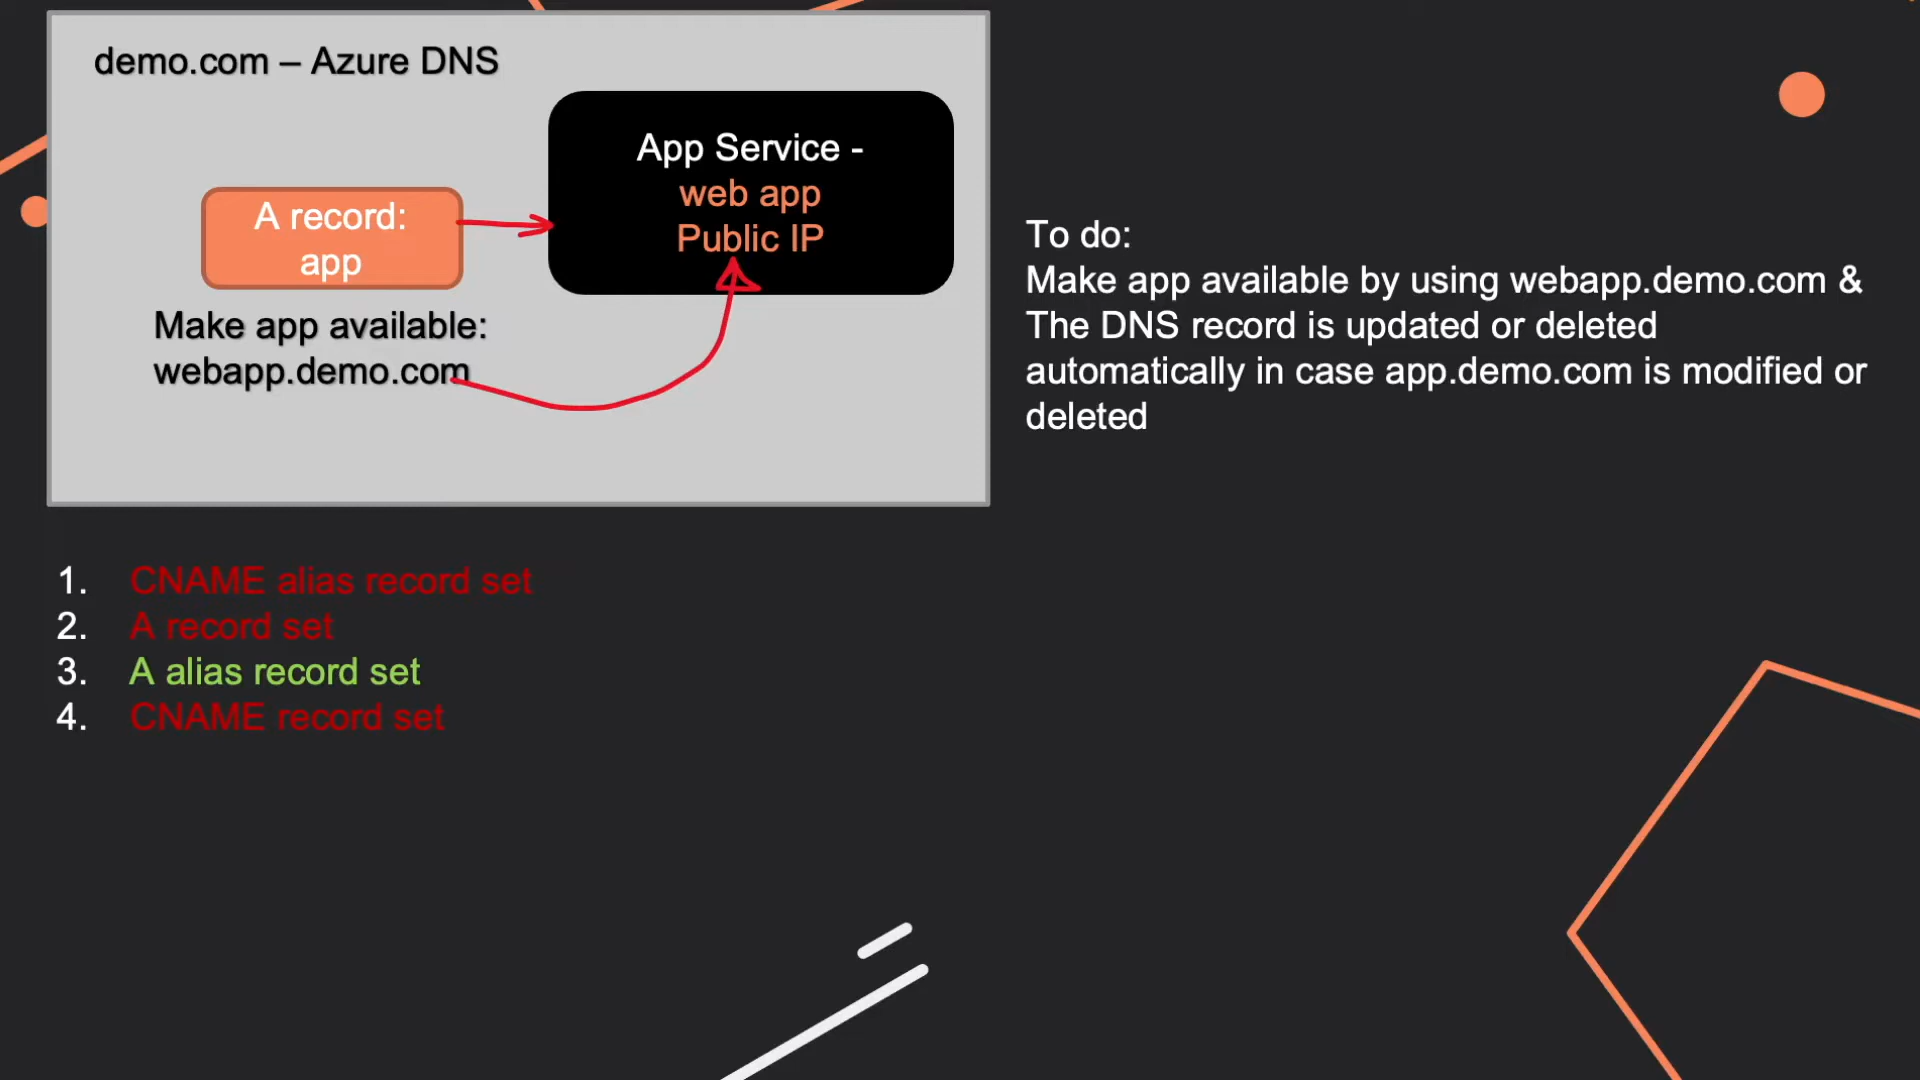 demo.com – Azure DNS
App Service -
web app
Public IP
A record:
app
Make app available:
webapp.demo.com
To do:
Make app available by using webapp.demo.com &
The DNS record is updated or deleted
automatically in case app.demo.com is modified or
deleted
1. CNAME alias record set
2. A record set
3. A alias record set
4. CNAME record set